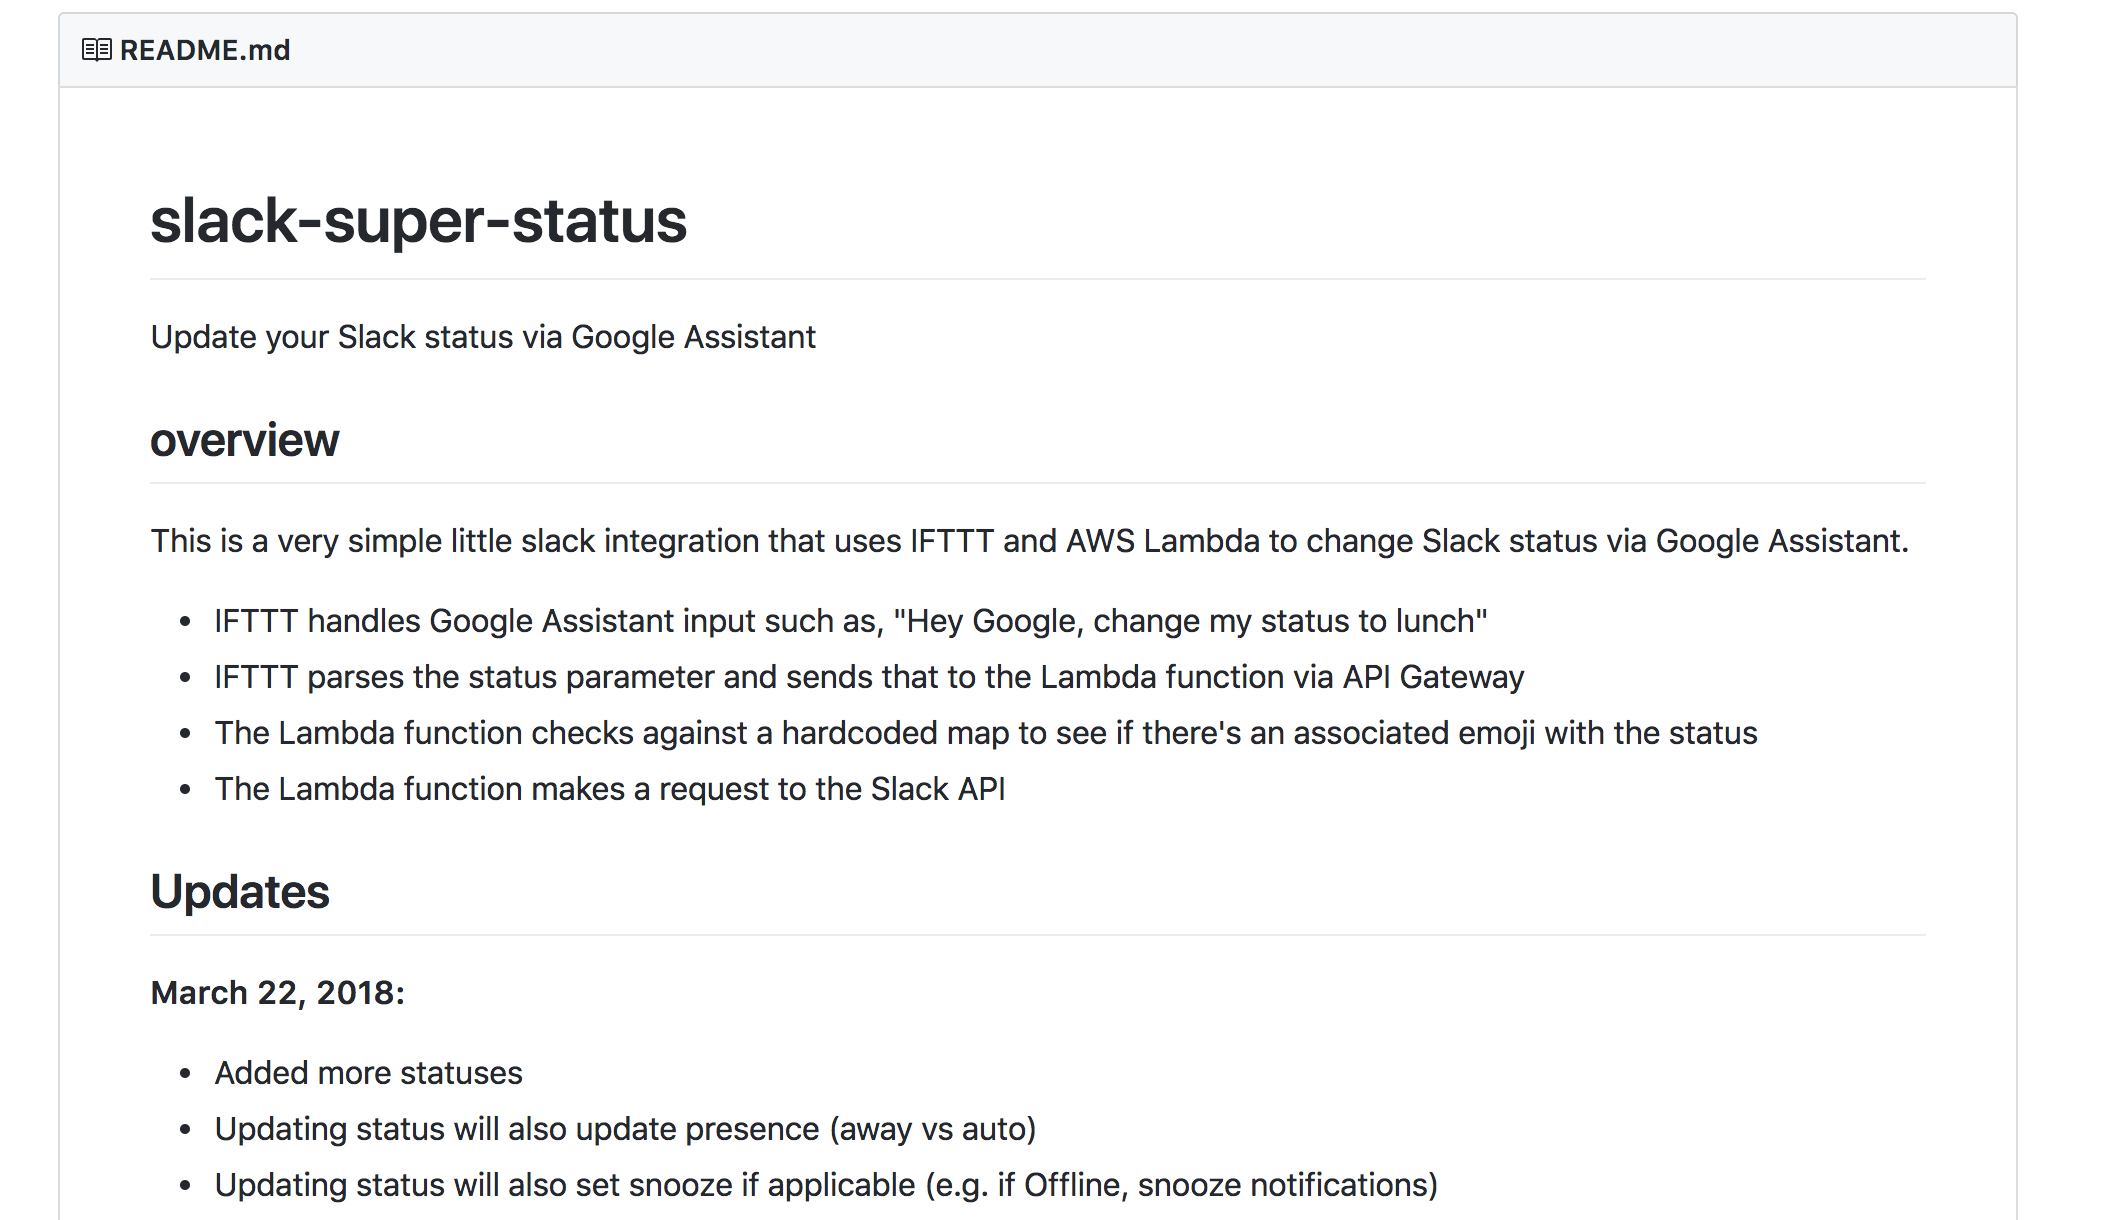 README.md
slack-super-status
Update your Slack status via Google Assistant
overview
This is a very simple little slack integration that uses IFTTT and AWS Lambda to change Slack status via Google Assistant.
• IFTTT handles Google Assistant input such as, "Hey Google, change my status to lunch"
• IFTTT parses the status parameter and sends that to the Lambda function via API Gateway
• The Lambda function checks against a hardcoded map to see if there's an associated emoji with the status
• The Lambda function makes a request to the Slack API
Updates
March 22, 2018:
• Added more statuses
• Updating status will also update presence (away vs auto)
• Updating status will also set snooze if applicable (e.g. if Offline, snooze notifications)